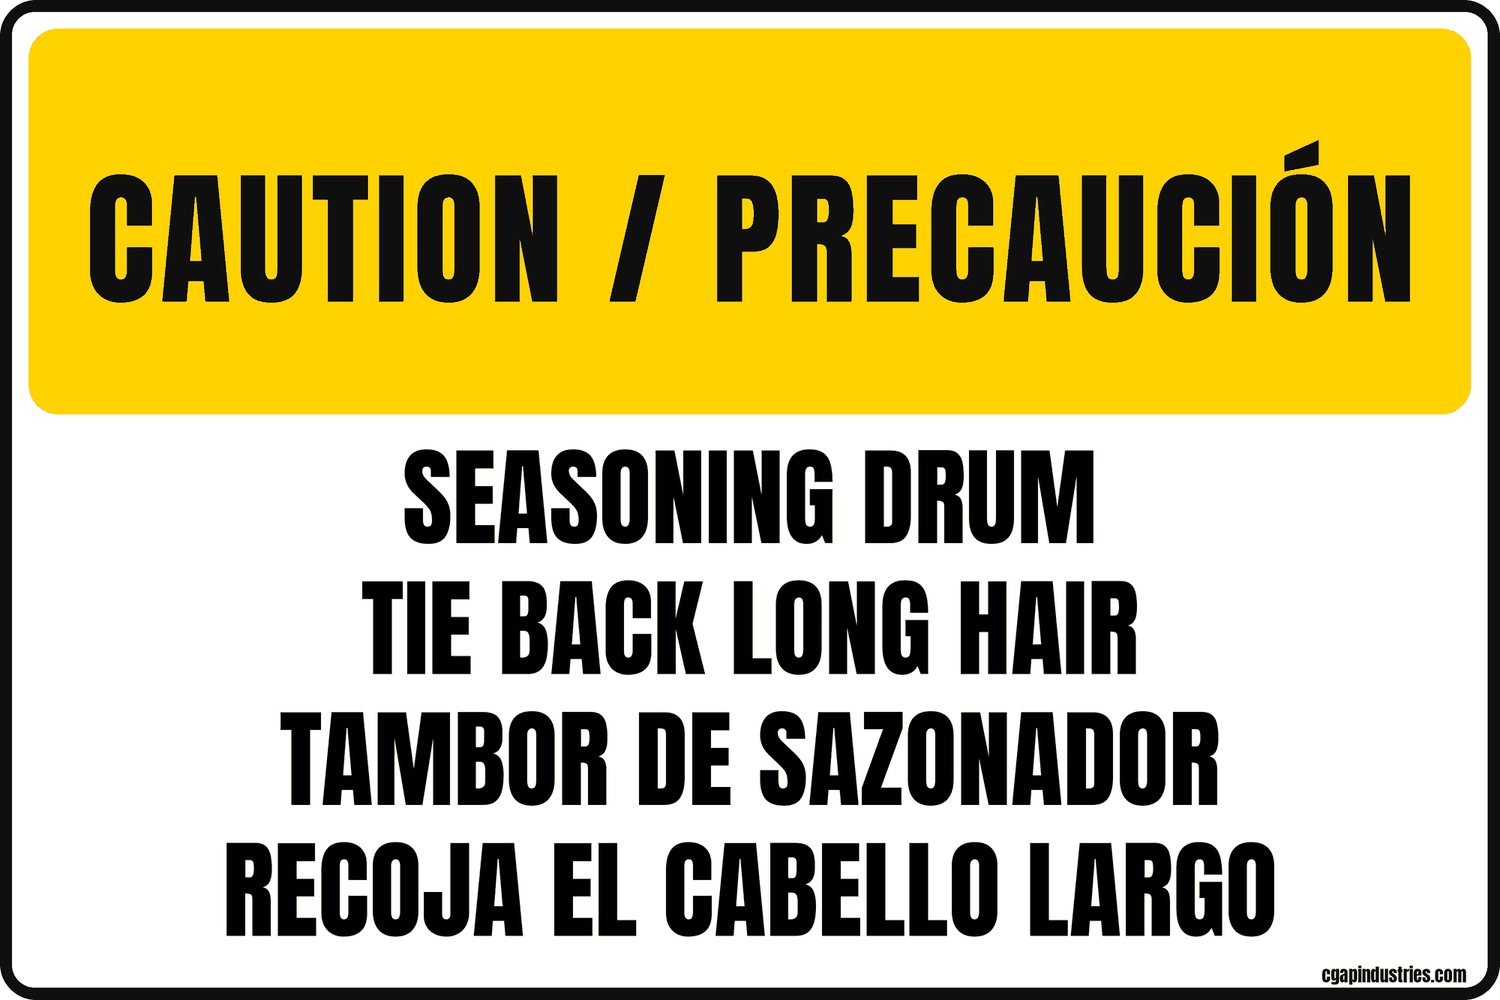 CAUTION / PRECAUCIÓN
SEASONING DRUM
TIE BACK LONG HAIR
TAMBOR DE SAZONADOR
RECOJA EL CABELLO LARGO
cgapindustries.com